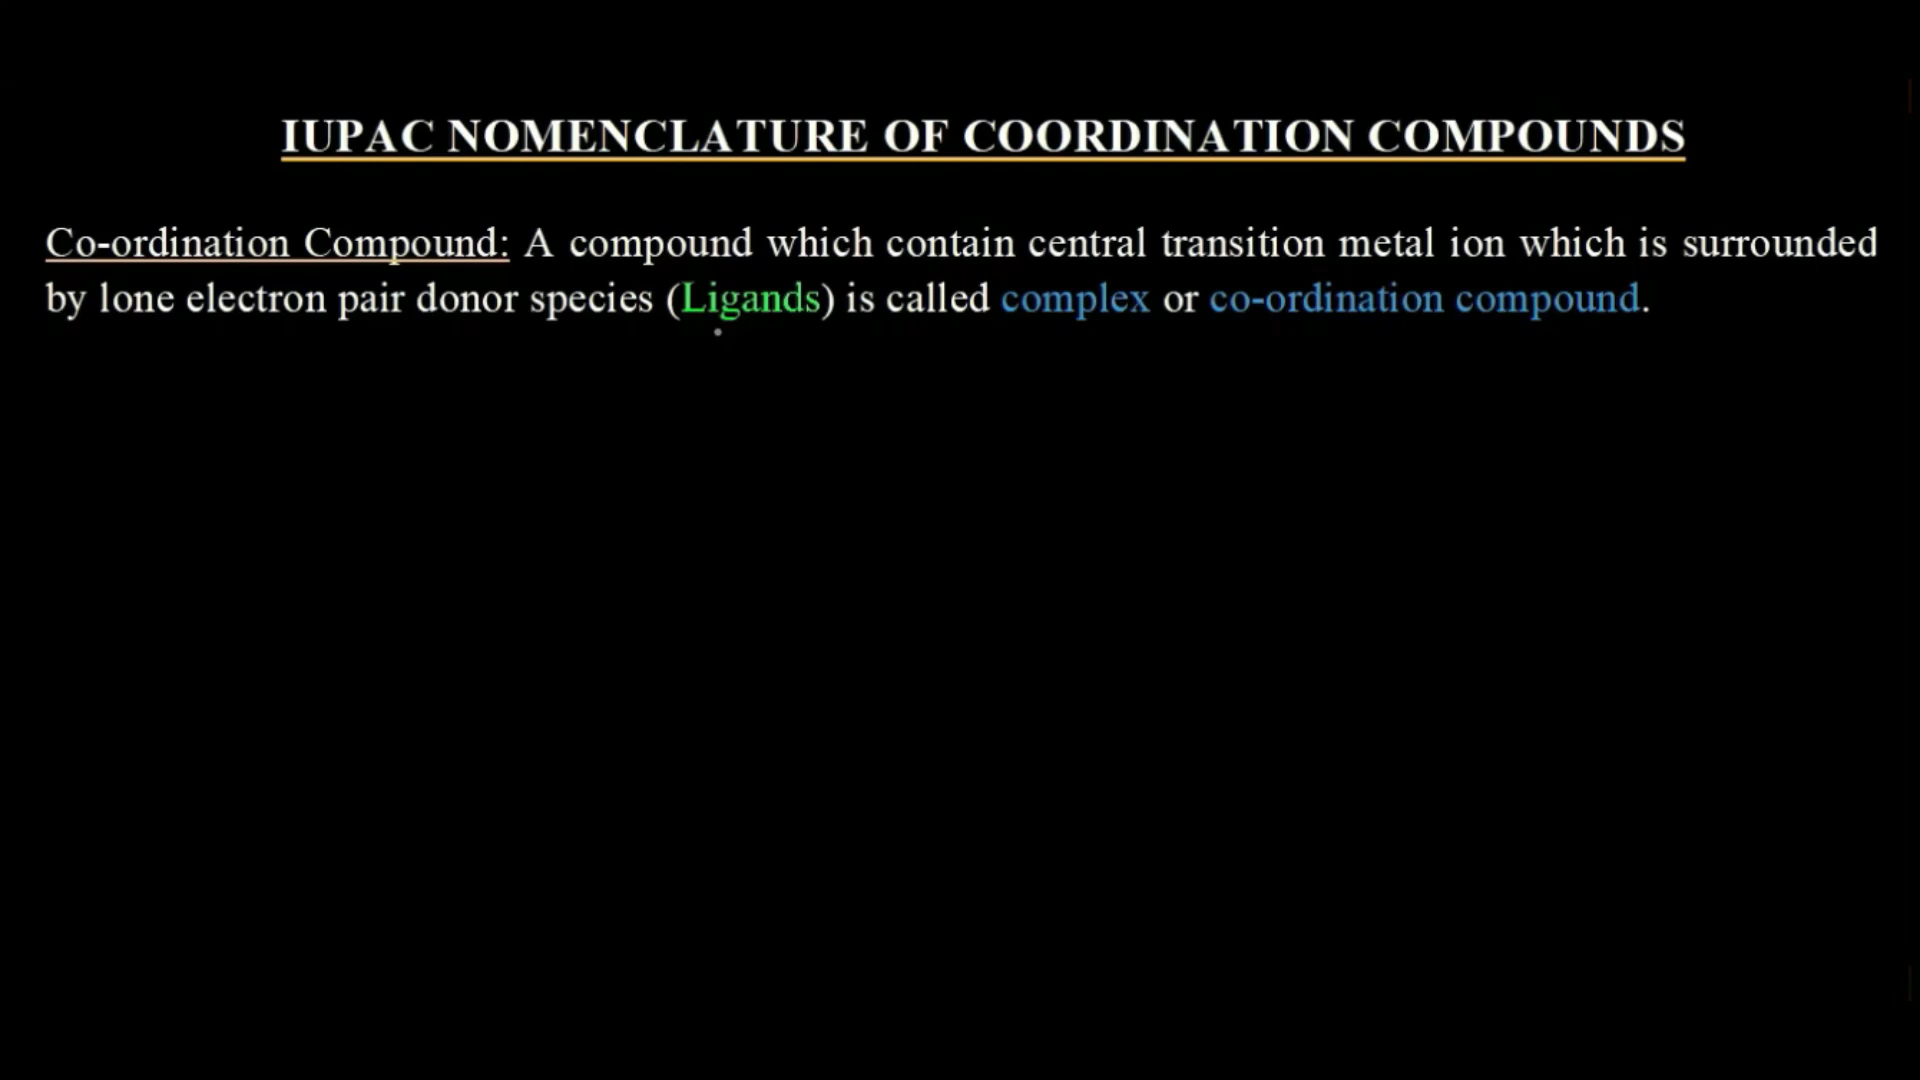 IUPAC NOMENCLATURE OF COORDINATION COMPOUNDS
Co-ordination Compound: A compound which contain central transition metal ion which is surrounded
by lone electron pair donor species (Ligands) is called complex or co-ordination compound.